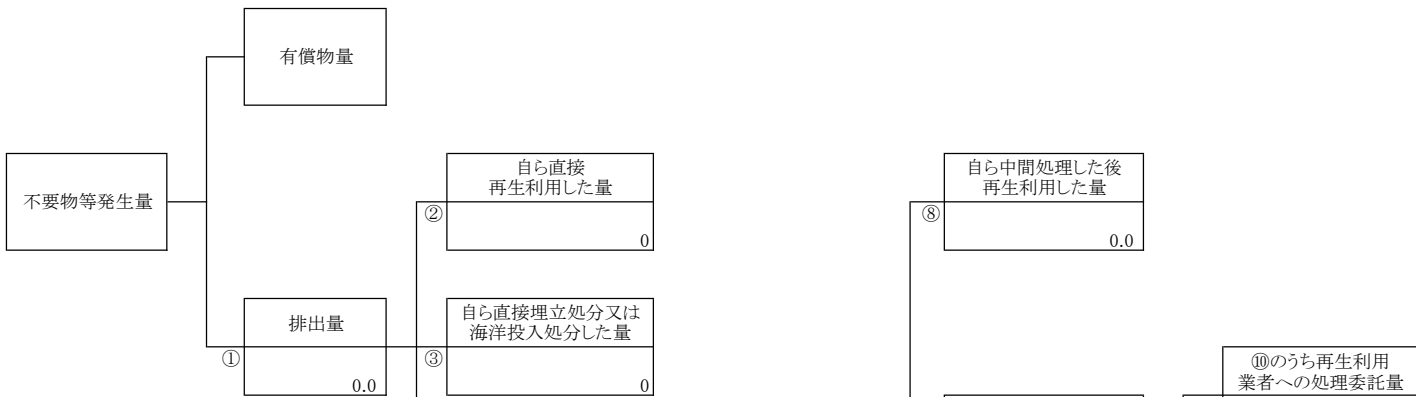 有償物量
不要物等発生量
自ら直接
再生利用した量
②
0
自ら中間処理した後
再生利用した量
⑧
0.0
排出量
①
0.0
自ら直接埋立処分又は
海洋投入処分した量
③
0
⑩のうち再生利用
業者への処理委託量